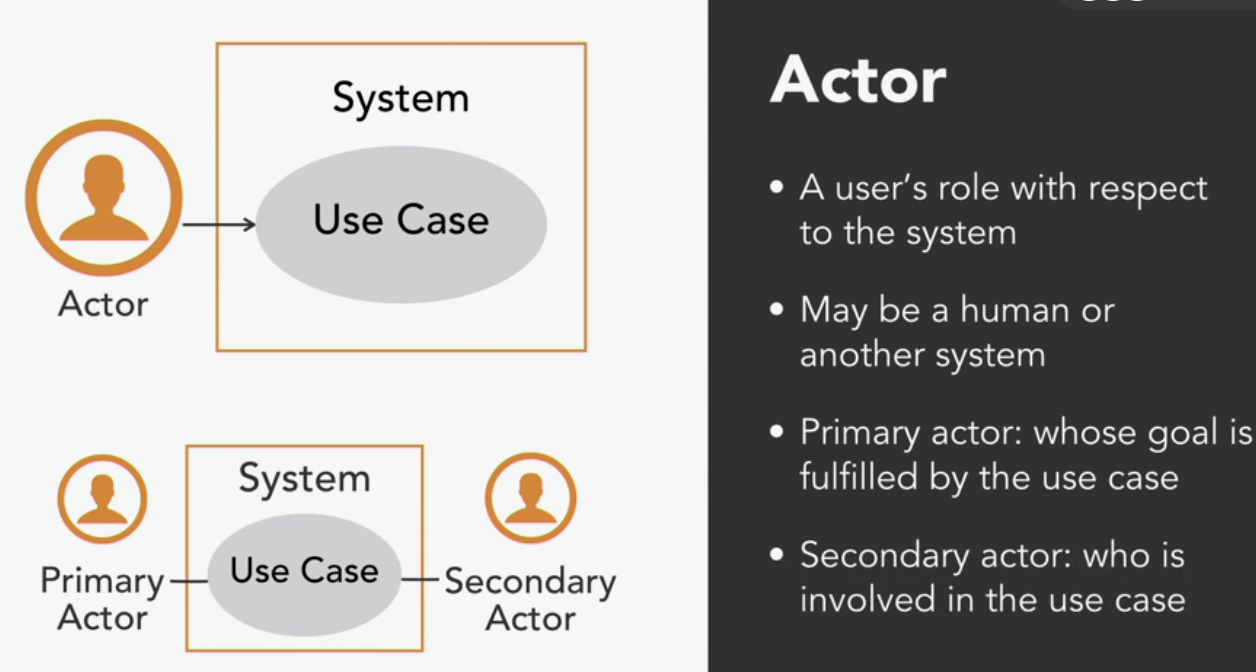 System
Use Case
Actor
System
Use Case
Primary
Actor
Secondary
Actor
Actor
• A user’s role with respect
to the system
• May be a human or
another system
• Primary actor: whose goal is
fulfilled by the use case
• Secondary actor: who is
involved in the use case